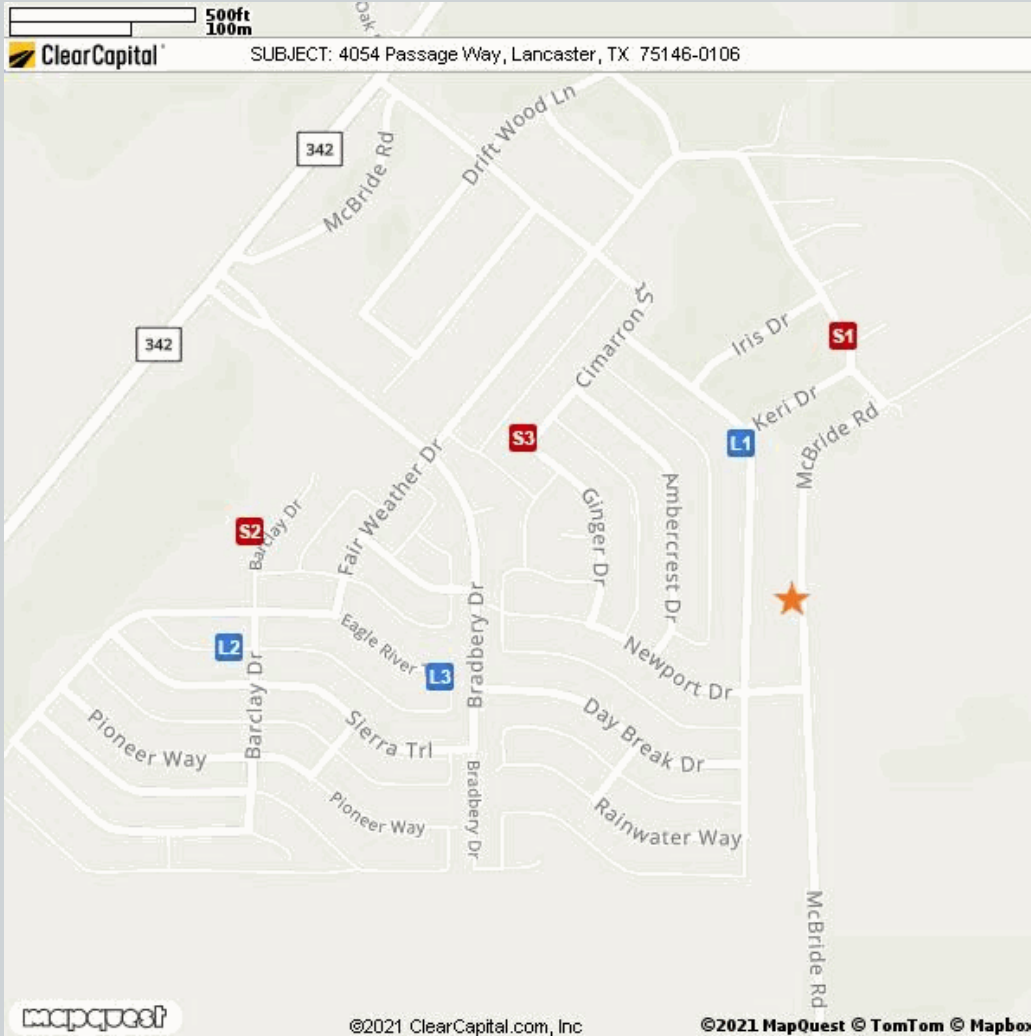 500ft
100m
ClearCapital
SUBJECT: 4054 Passage Way, Lancaster, TX 75146-0106
Oak
342
McBride Rd
Drift Wood Ln
342
Cimarron St
Iris Dr
S1
Keri Dr
McBride Rd
L1
S3
Fair Weather Dr
Ginger Dr
Ambercrest Dr
S2
Barclay Dr
Eagle River
Bradbery Dr
L2
L3
Newport Dr
Barclay Dr
Day Break Dr
Sierra Trl
Pioneer Way
Pioneer Way
Bradbery Dr
Rainwater Way
McBride Rd
mapquest
©2021 ClearCapital.com, Inc
©2021 MapQuest © TomTom © Mapbox